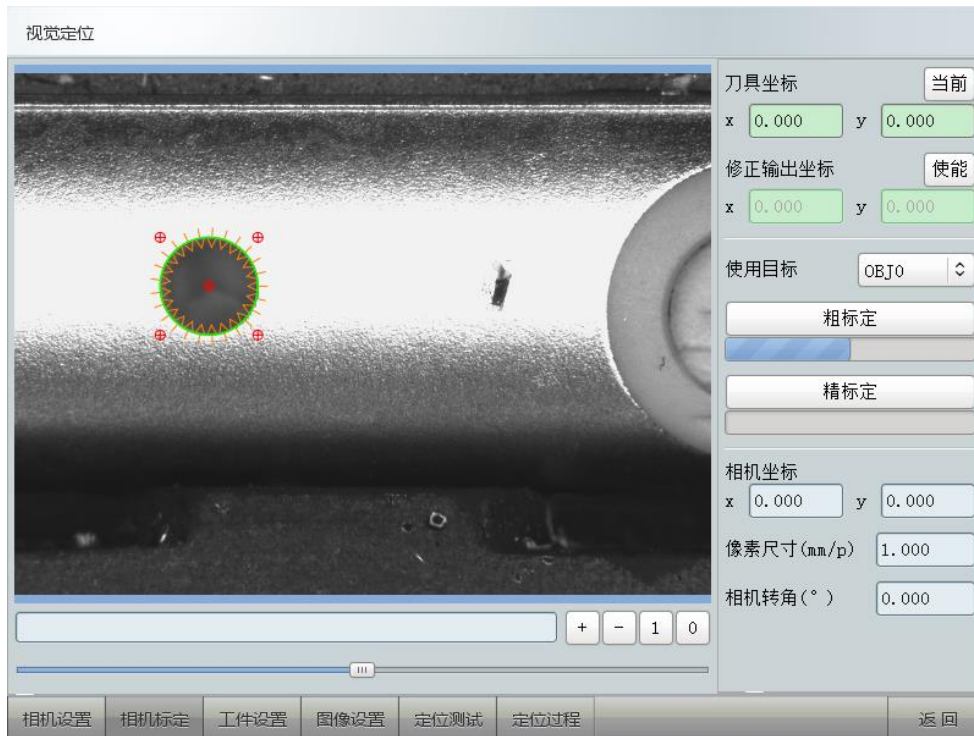 视觉定位
刀具坐标 当前
x 0.000 y 0.000
修正输出坐标 使能
x 0.000 y 0.000
使用目标 OBJ0
粗标定
精标定
相机坐标
x 0.000 y 0.000
像素尺寸(mm/p) 1.000
相机转角(°) 0.000
+ - 1 0
相机设置 相机标定 工件设置 图像设置 定位测试 定位过程 返回